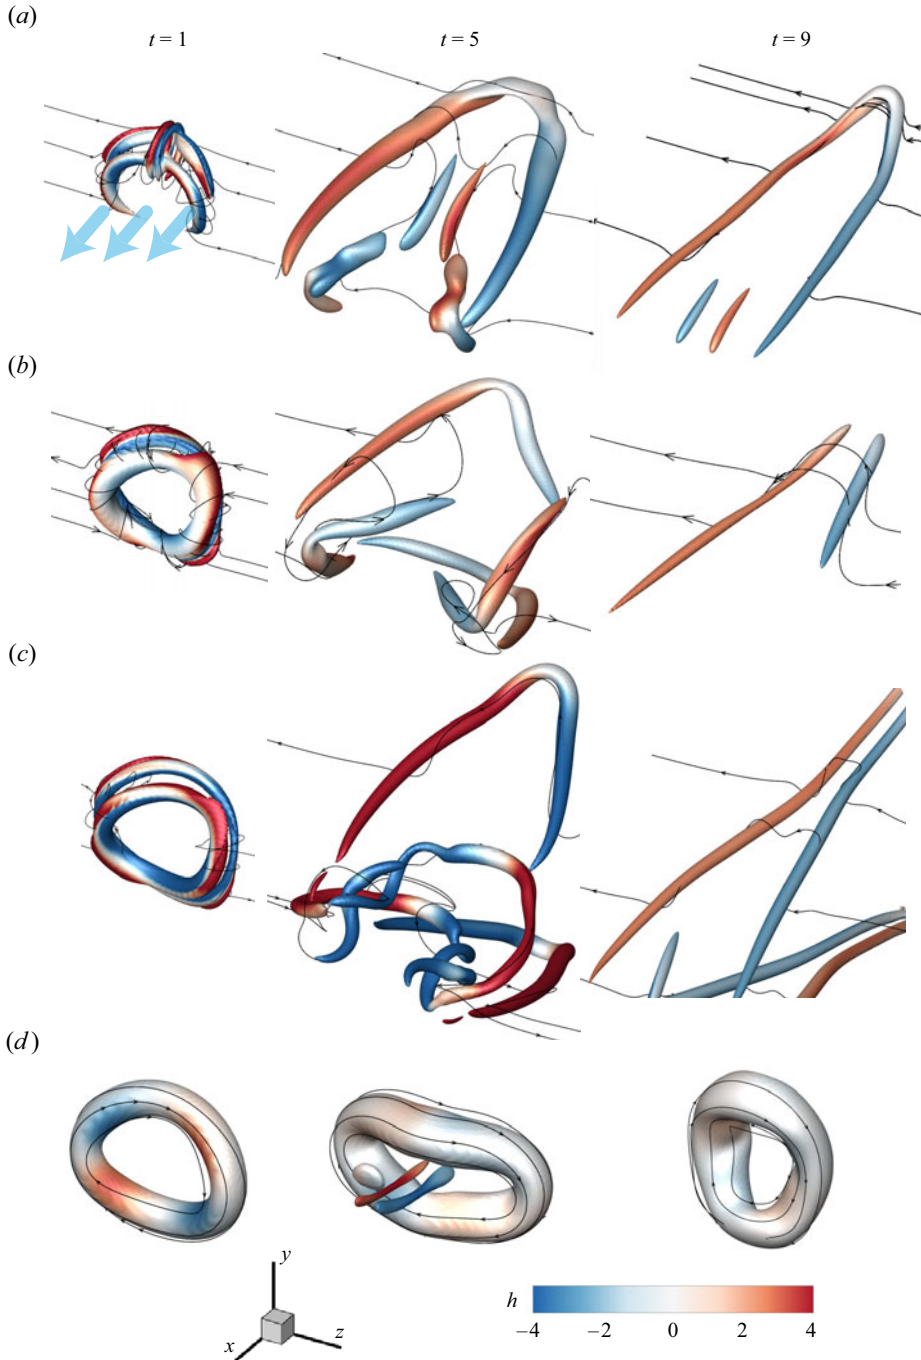 (a)
t = 1 t = 5 t = 9
(b)
(c)
(d)
y
x z
h
−4 −2 0 2 4